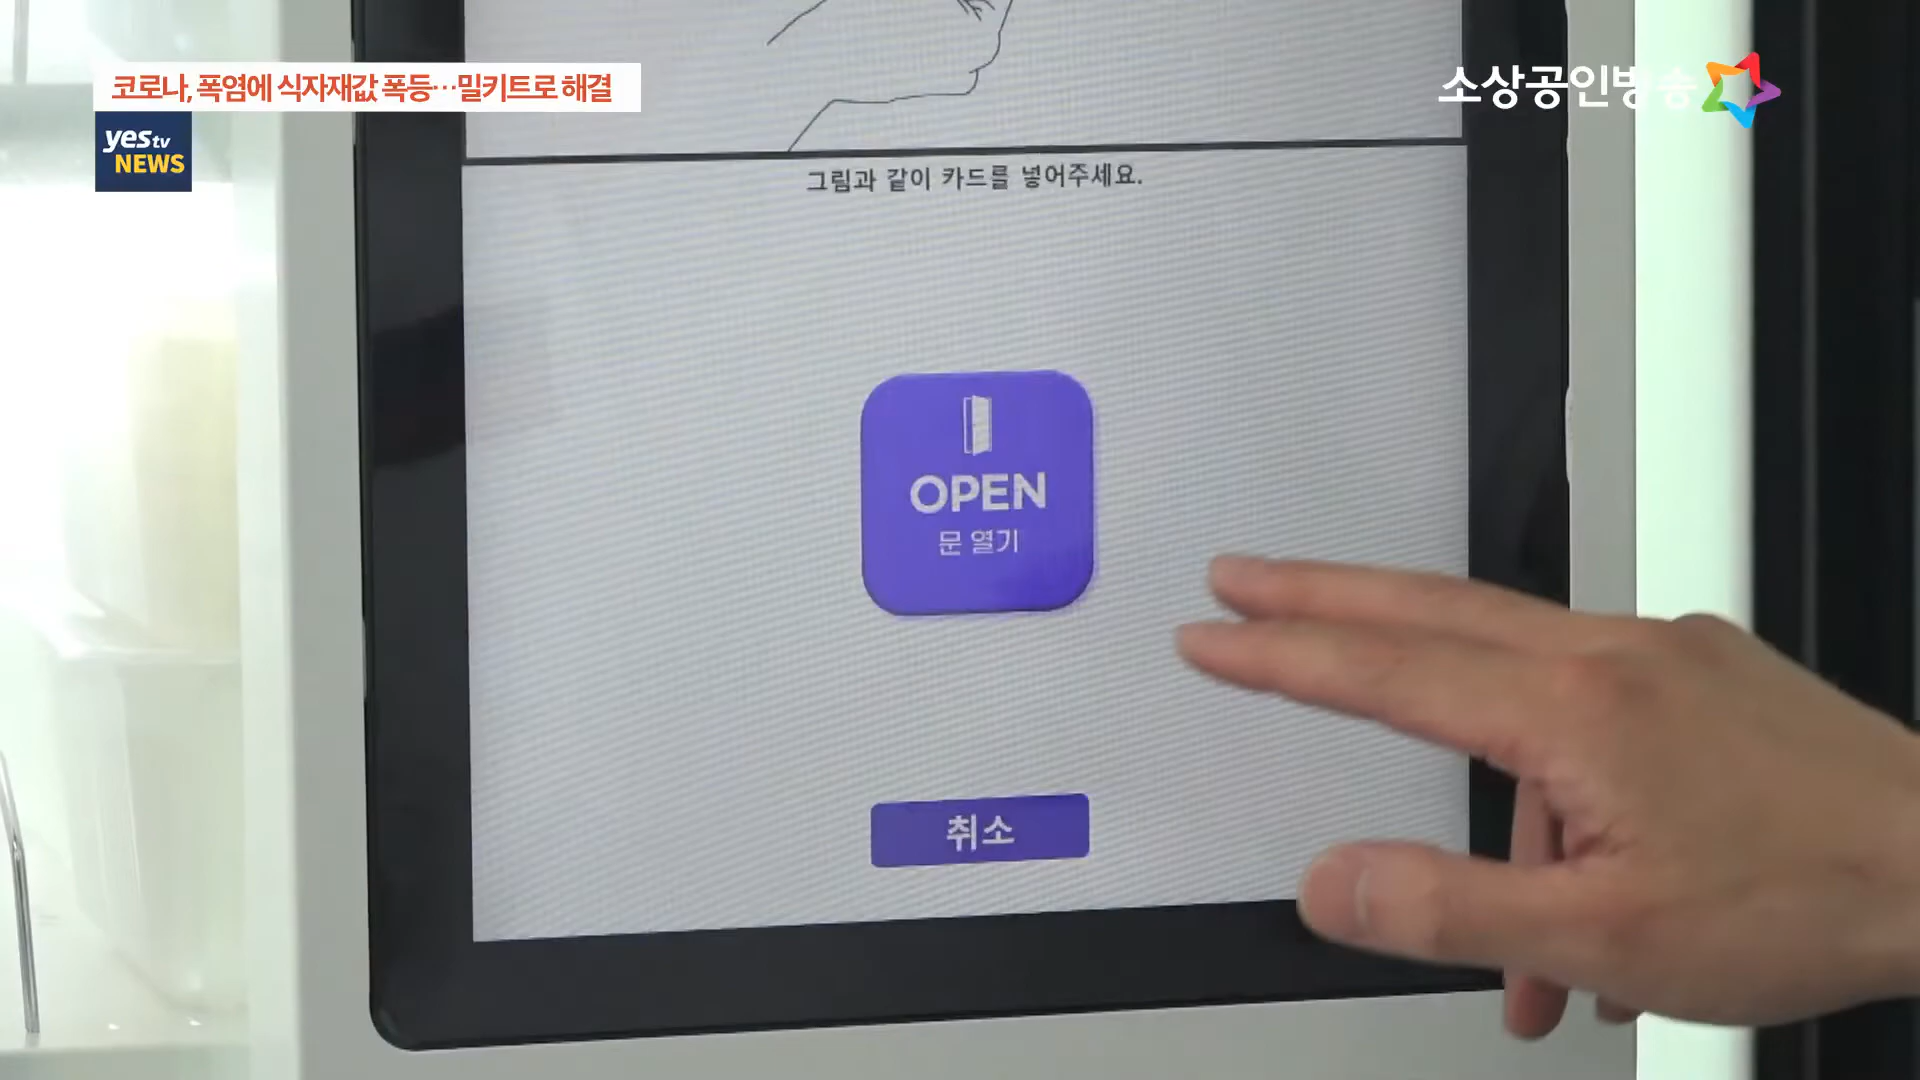 코로나, 폭염에 식자재값 폭등…밀키트로 해결
소상공인방송
yes tv
NEWS
그림과 같이 카드를 넣어주세요.
OPEN
문 열기
취소